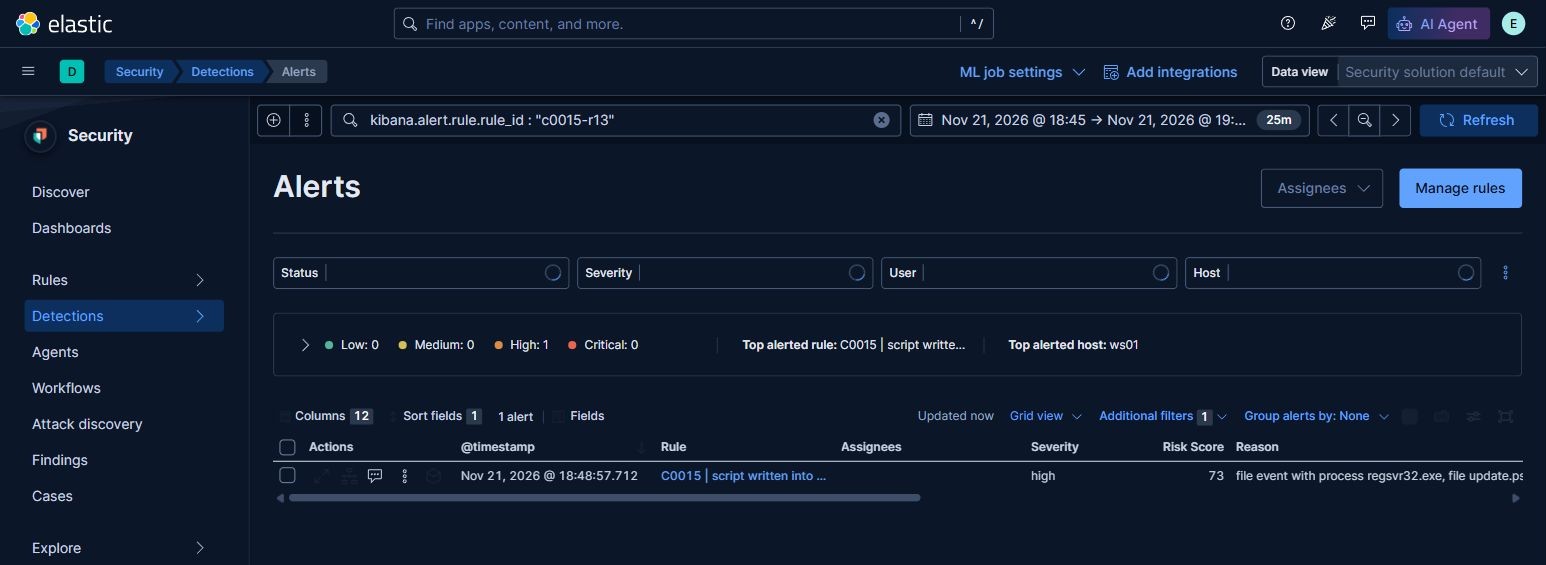 elastic
Find apps, content, and more.
^/
AI Agent
E
D
Security
Detections
Alerts
ML job settings
Add integrations
Data view
Security solution default
Security
kibana.alert.rule.rule_id : "c0015-r13"
Nov 21, 2026 @ 18:45 → Nov 21, 2026 @ 19:...
25m
Refresh
Discover
Dashboards
Rules
Detections
Agents
Workflows
Attack discovery
Findings
Cases
Explore
Alerts
Assignees
Manage rules
Status
Severity
User
Host
Low: 0
Medium: 0
High: 1
Critical: 0
Top alerted rule: C0015 | script writte...
Top alerted host: ws01
Columns 12
Sort fields 1
1 alert
Fields
Updated now
Grid view
Additional filters 1
Group alerts by: None
Actions
@timestamp
Rule
Assignees
Severity
Risk Score
Reason
Nov 21, 2026 @ 18:48:57.712
C0015 | script written into ...
high
73
file event with process regsvr32.exe, file update.ps